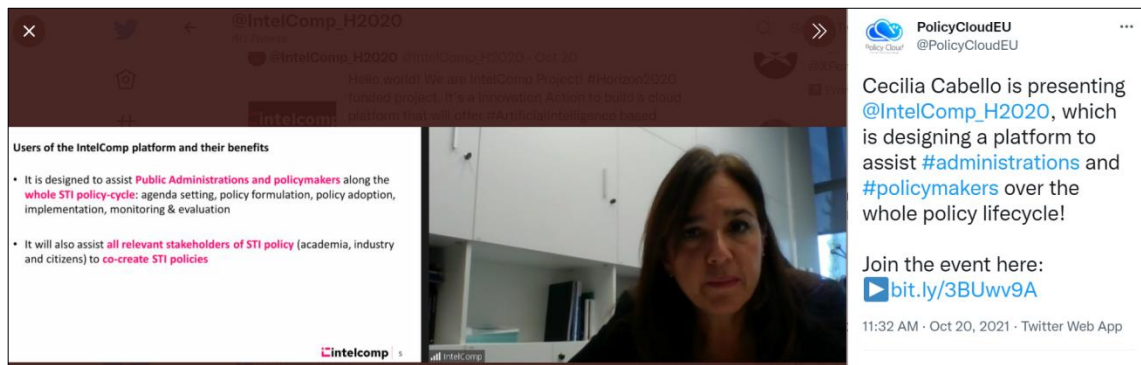 @IntelComp_H2020
@IntelComp_H2020 @IntelComp_H2020 · Oct 20
Hello world! We are IntelComp Project! #Horizon2020
funded project. It's a Innovation Action to build a cloud
platform that will offer #ArtificialIntelligence based
intelcomp
Users of the IntelComp platform and their benefits
• It is designed to assist Public Administrations and policymakers along the
whole STI policy-cycle: agenda setting, policy formulation, policy adoption,
implementation, monitoring & evaluation
• It will also assist all relevant stakeholders of STI policy (academia, industry
and citizens) to co-create STI policies
intelcomp
5
IntelComp
Policy Cloud
PolicyCloudEU
@PolicyCloudEU
Cecilia Cabello is presenting
@IntelComp_H2020, which
is designing a platform to
assist #administrations and
#policymakers over the
whole policy lifecycle!
Join the event here:
bit.ly/3BUwv9A
11:32 AM · Oct 20, 2021 · Twitter Web App